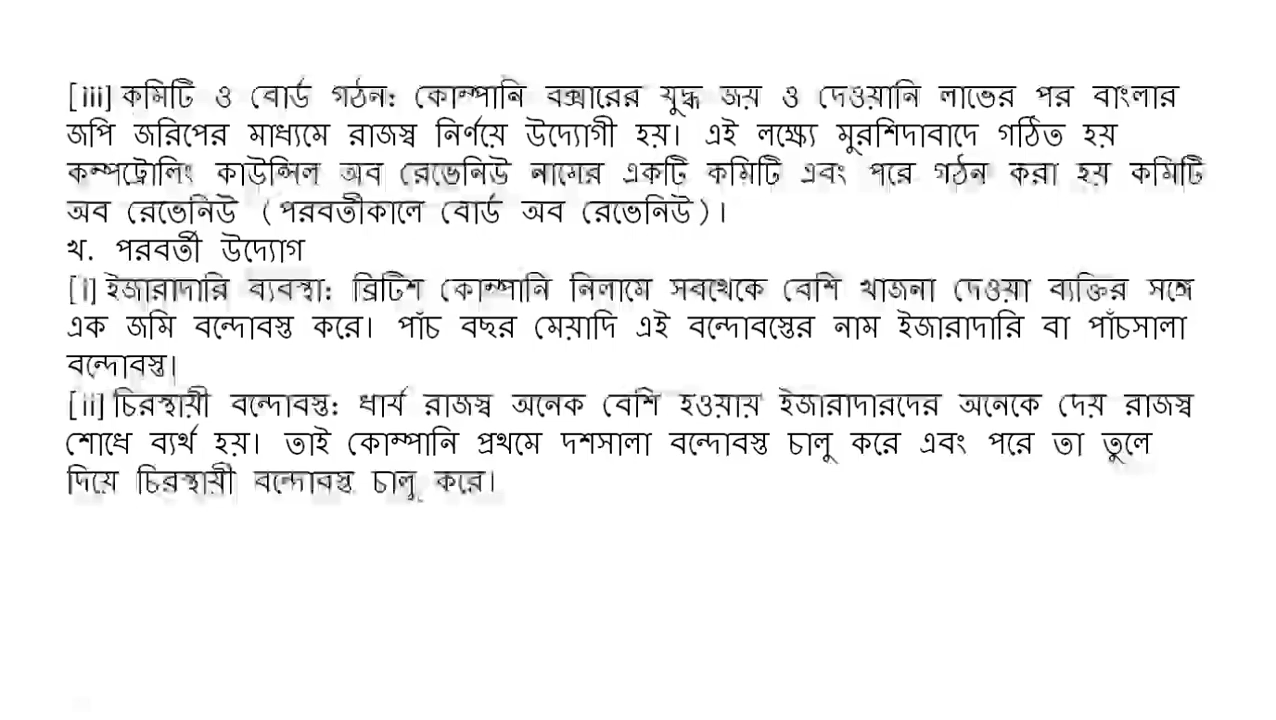 [iii] কমিটি ও বোর্ড গঠন: কোম্পানি বক্সারের যুদ্ধ জয় ও দেওয়ানি লাভের পর বাংলার
জপি জরিপের মাধ্যমে রাজস্ব নির্ণয়ে উদ্যোগী হয়। এই লক্ষ্যে মুরশিদাবাদে গঠিত হয়
কম্পট্রোলিং কাউন্সিল অব রেভেনিউ নামের একটি কমিটি এবং পরে গঠন করা হয় কমিটি
অব রেভেনিউ (পরবর্তীকালে বোর্ড অব রেভেনিউ)।
খ. পরবর্তী উদ্যোগ
[i] ইজারাদারি ব্যবস্থা: ব্রিটিশ কোম্পানি নিলামে সবথেকে বেশি খাজনা দেওয়া ব্যক্তির সঙ্গে
এক জমি বন্দোবস্ত করে। পাঁচ বছর মেয়াদি এই বন্দোবস্তের নাম ইজারাদারি বা পাঁচসালা
বন্দোবস্ত।
[ii] চিরস্থায়ী বন্দোবস্ত: ধার্য রাজস্ব অনেক বেশি হওয়ায় ইজারাদারদের অনেকে দেয় রাজস্ব
শোধে ব্যর্থ হয়। তাই কোম্পানি প্রথমে দশসালা বন্দোবস্ত চালু করে এবং পরে তা তুলে
দিয়ে চিরস্থায়ী বন্দোবস্ত চালু করে।